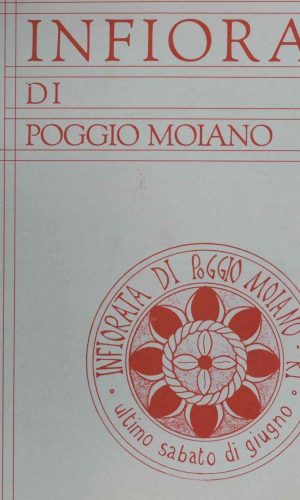 INFIORA
DI
POGGIO MOIANO
INFIORATA DI POGGIO MOIANO · RI ·
ultimo sabato di giugno